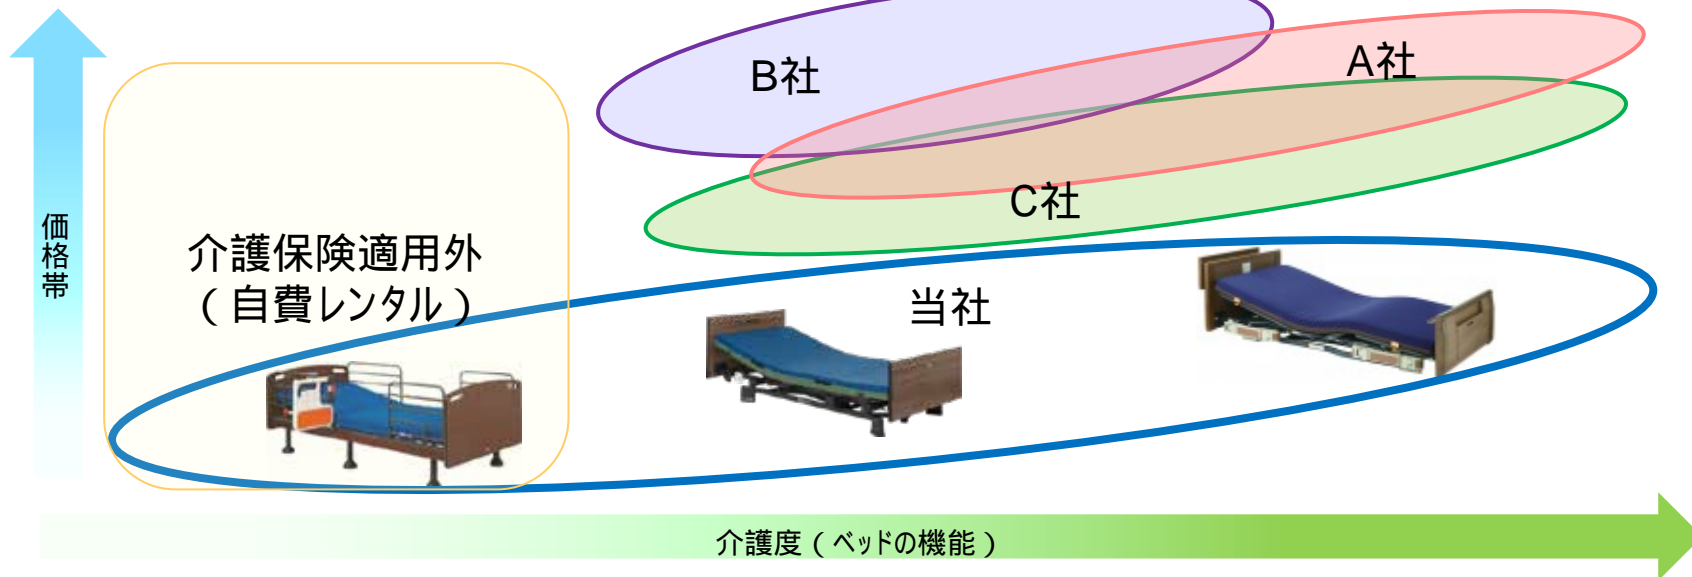 B社
A社
C社
価格帯
介護保険適用外
（自費レンタル）
当社
介護度（ベッドの機能）